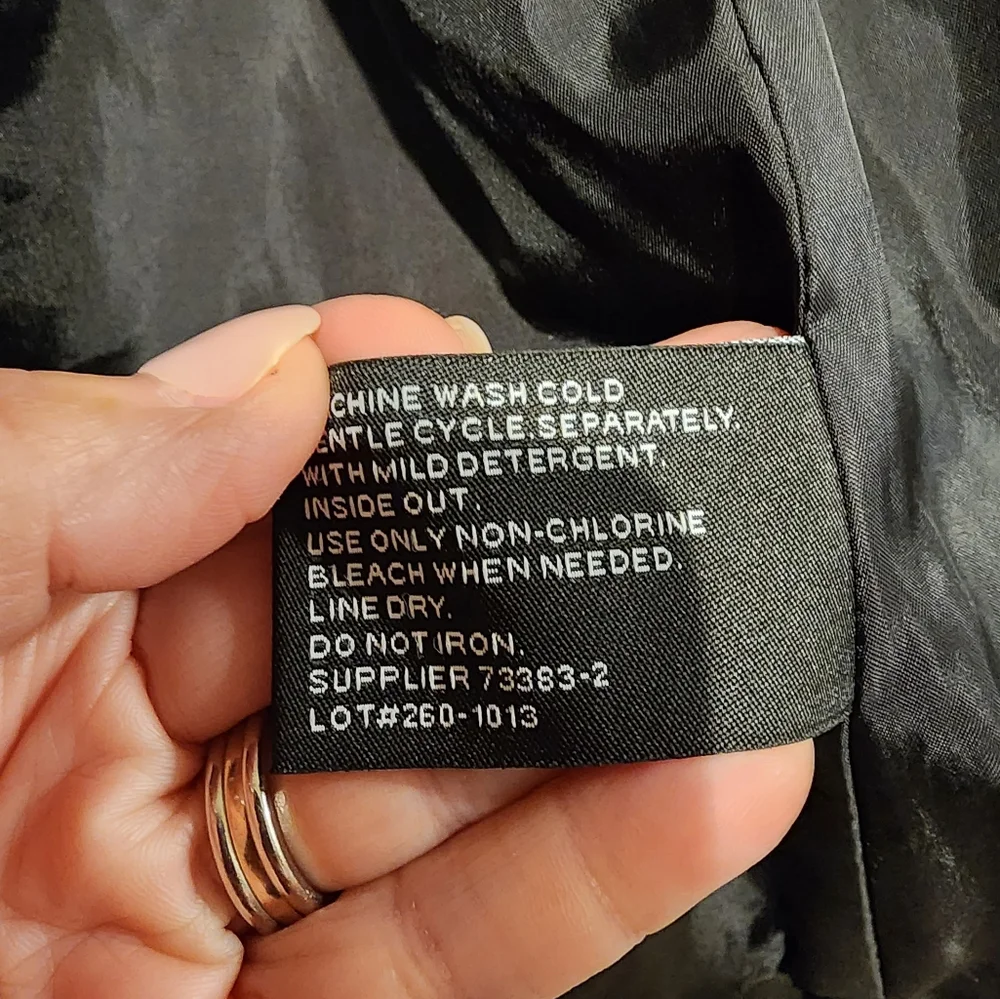 CHINE WASH COLD
ENTLE CYCLE.SEPARATELY.
WITH MILD DETERGENT.
INSIDE OUT.
USE ONLY NON-CHLORINE
BLEACH WHEN NEEDED.
LINE DRY.
DO NOT IRON.
SUPPLIER 73383-2
LOT#260-1013